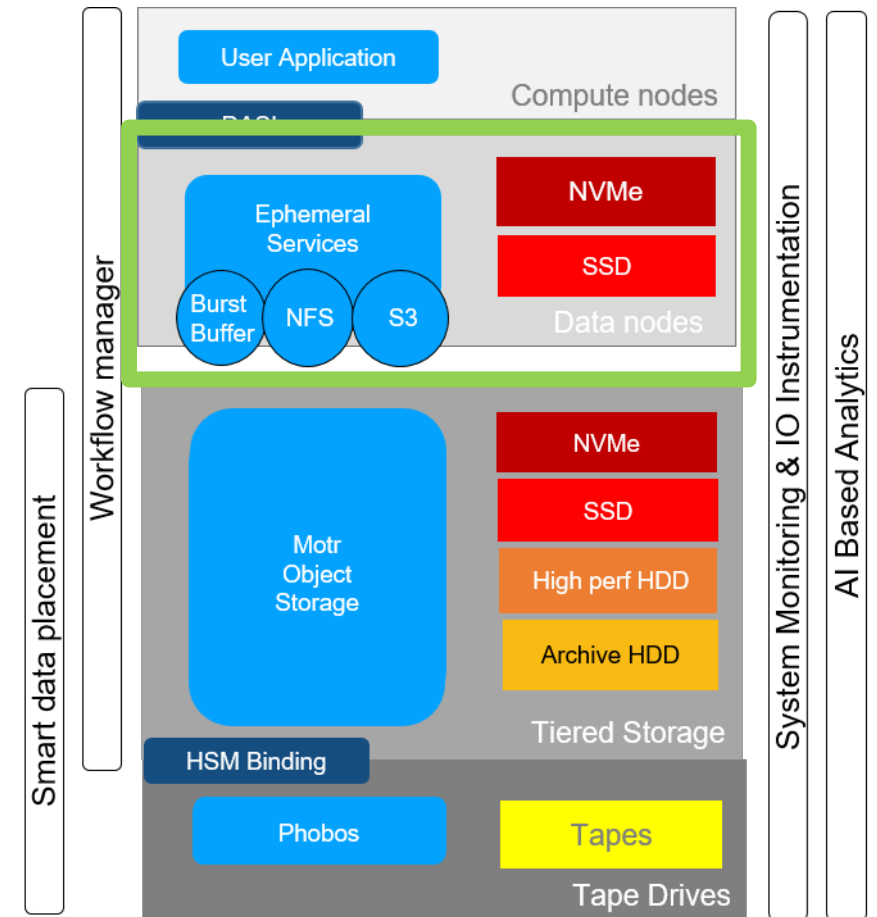 User Application
Compute nodes
Ephemeral
Services
Burst
Buffer
NFS
S3
NVMe
SSD
Data nodes
Motr
Object
Storage
NVMe
SSD
High perf HDD
Archive HDD
Tiered Storage
HSM Binding
Phobos
Tapes
Tape Drives
Smart data placement
Workflow manager
System Monitoring & IO Instrumentation
AI Based Analytics